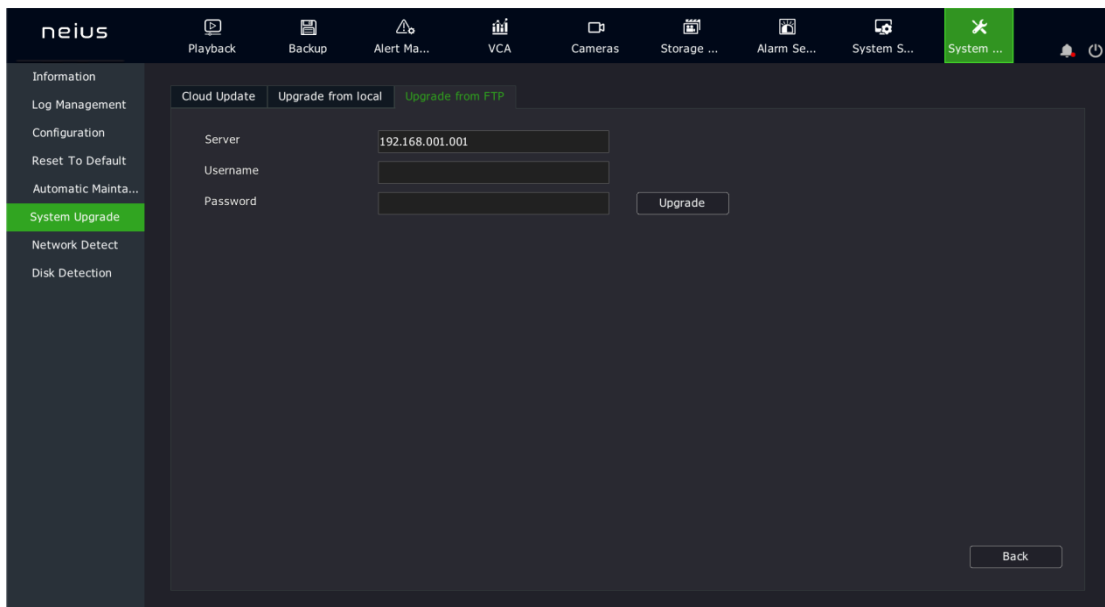 neius
Playback
Backup
Alert Ma...
VCA
Cameras
Storage ...
Alarm Se...
System S...
System ...
Information
Log Management
Configuration
Reset To Default
Automatic Mainta...
System Upgrade
Network Detect
Disk Detection
Cloud Update
Upgrade from local
Upgrade from FTP
Server
192.168.001.001
Username
Password
Upgrade
Back